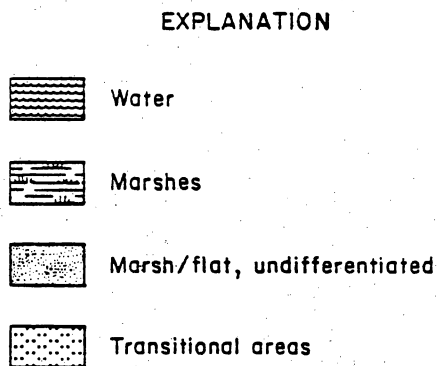 EXPLANATION
Water
Marshes
Marsh/flat, undifferentiated
Transitional areas